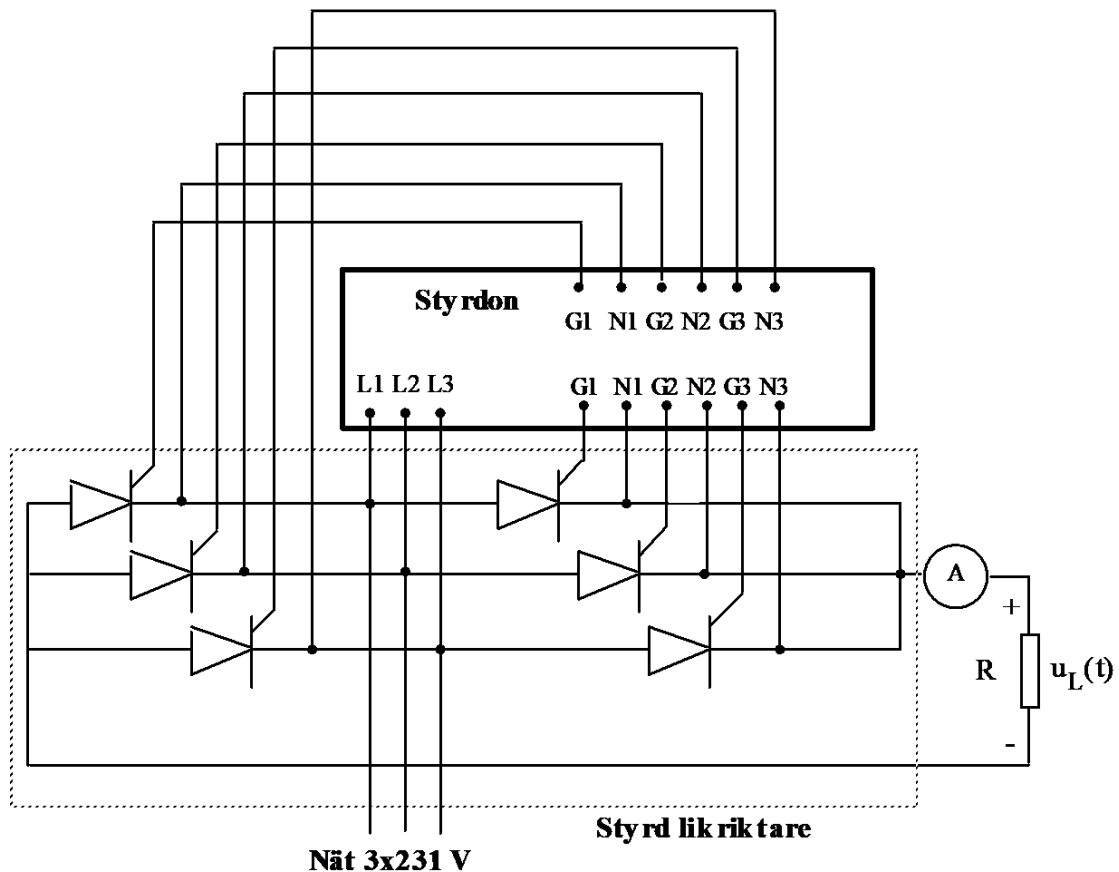 Styrdon
G1 N1 G2 N2 G3 N3
L1 L2 L3
G1 N1 G2 N2 G3 N3
A
+
R
u_L(t)
-
Styrd likriktare
Nät 3x231 V